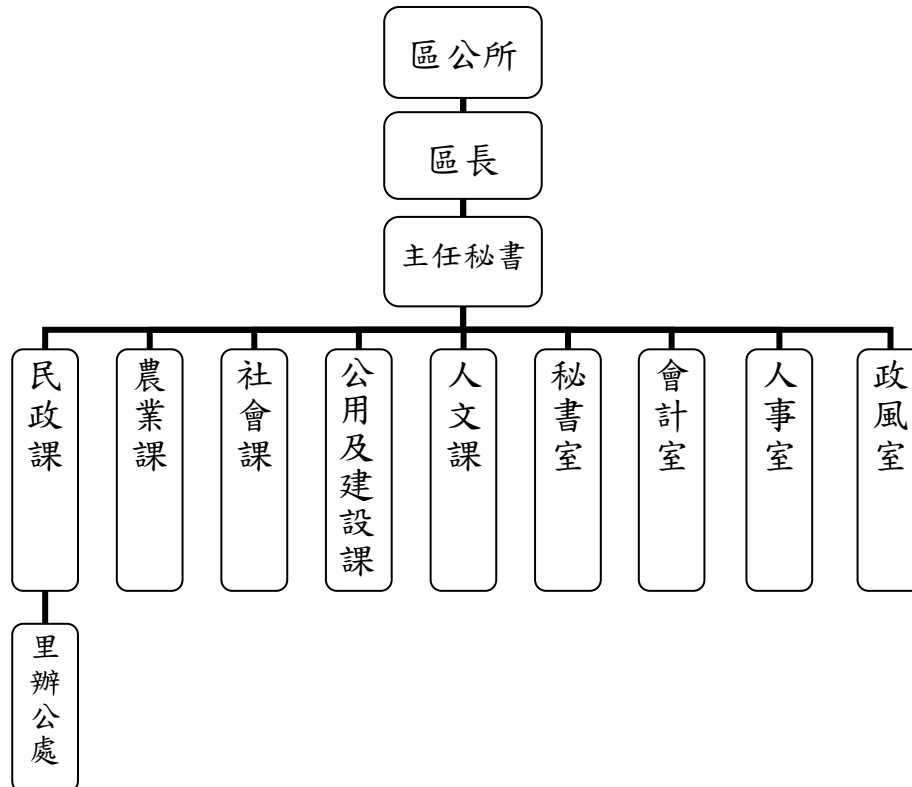 區公所
區長
主任秘書
民政課
農業課
社會課
公用及建設課
人文課
秘書室
會計室
人事室
政風室
里辦公處